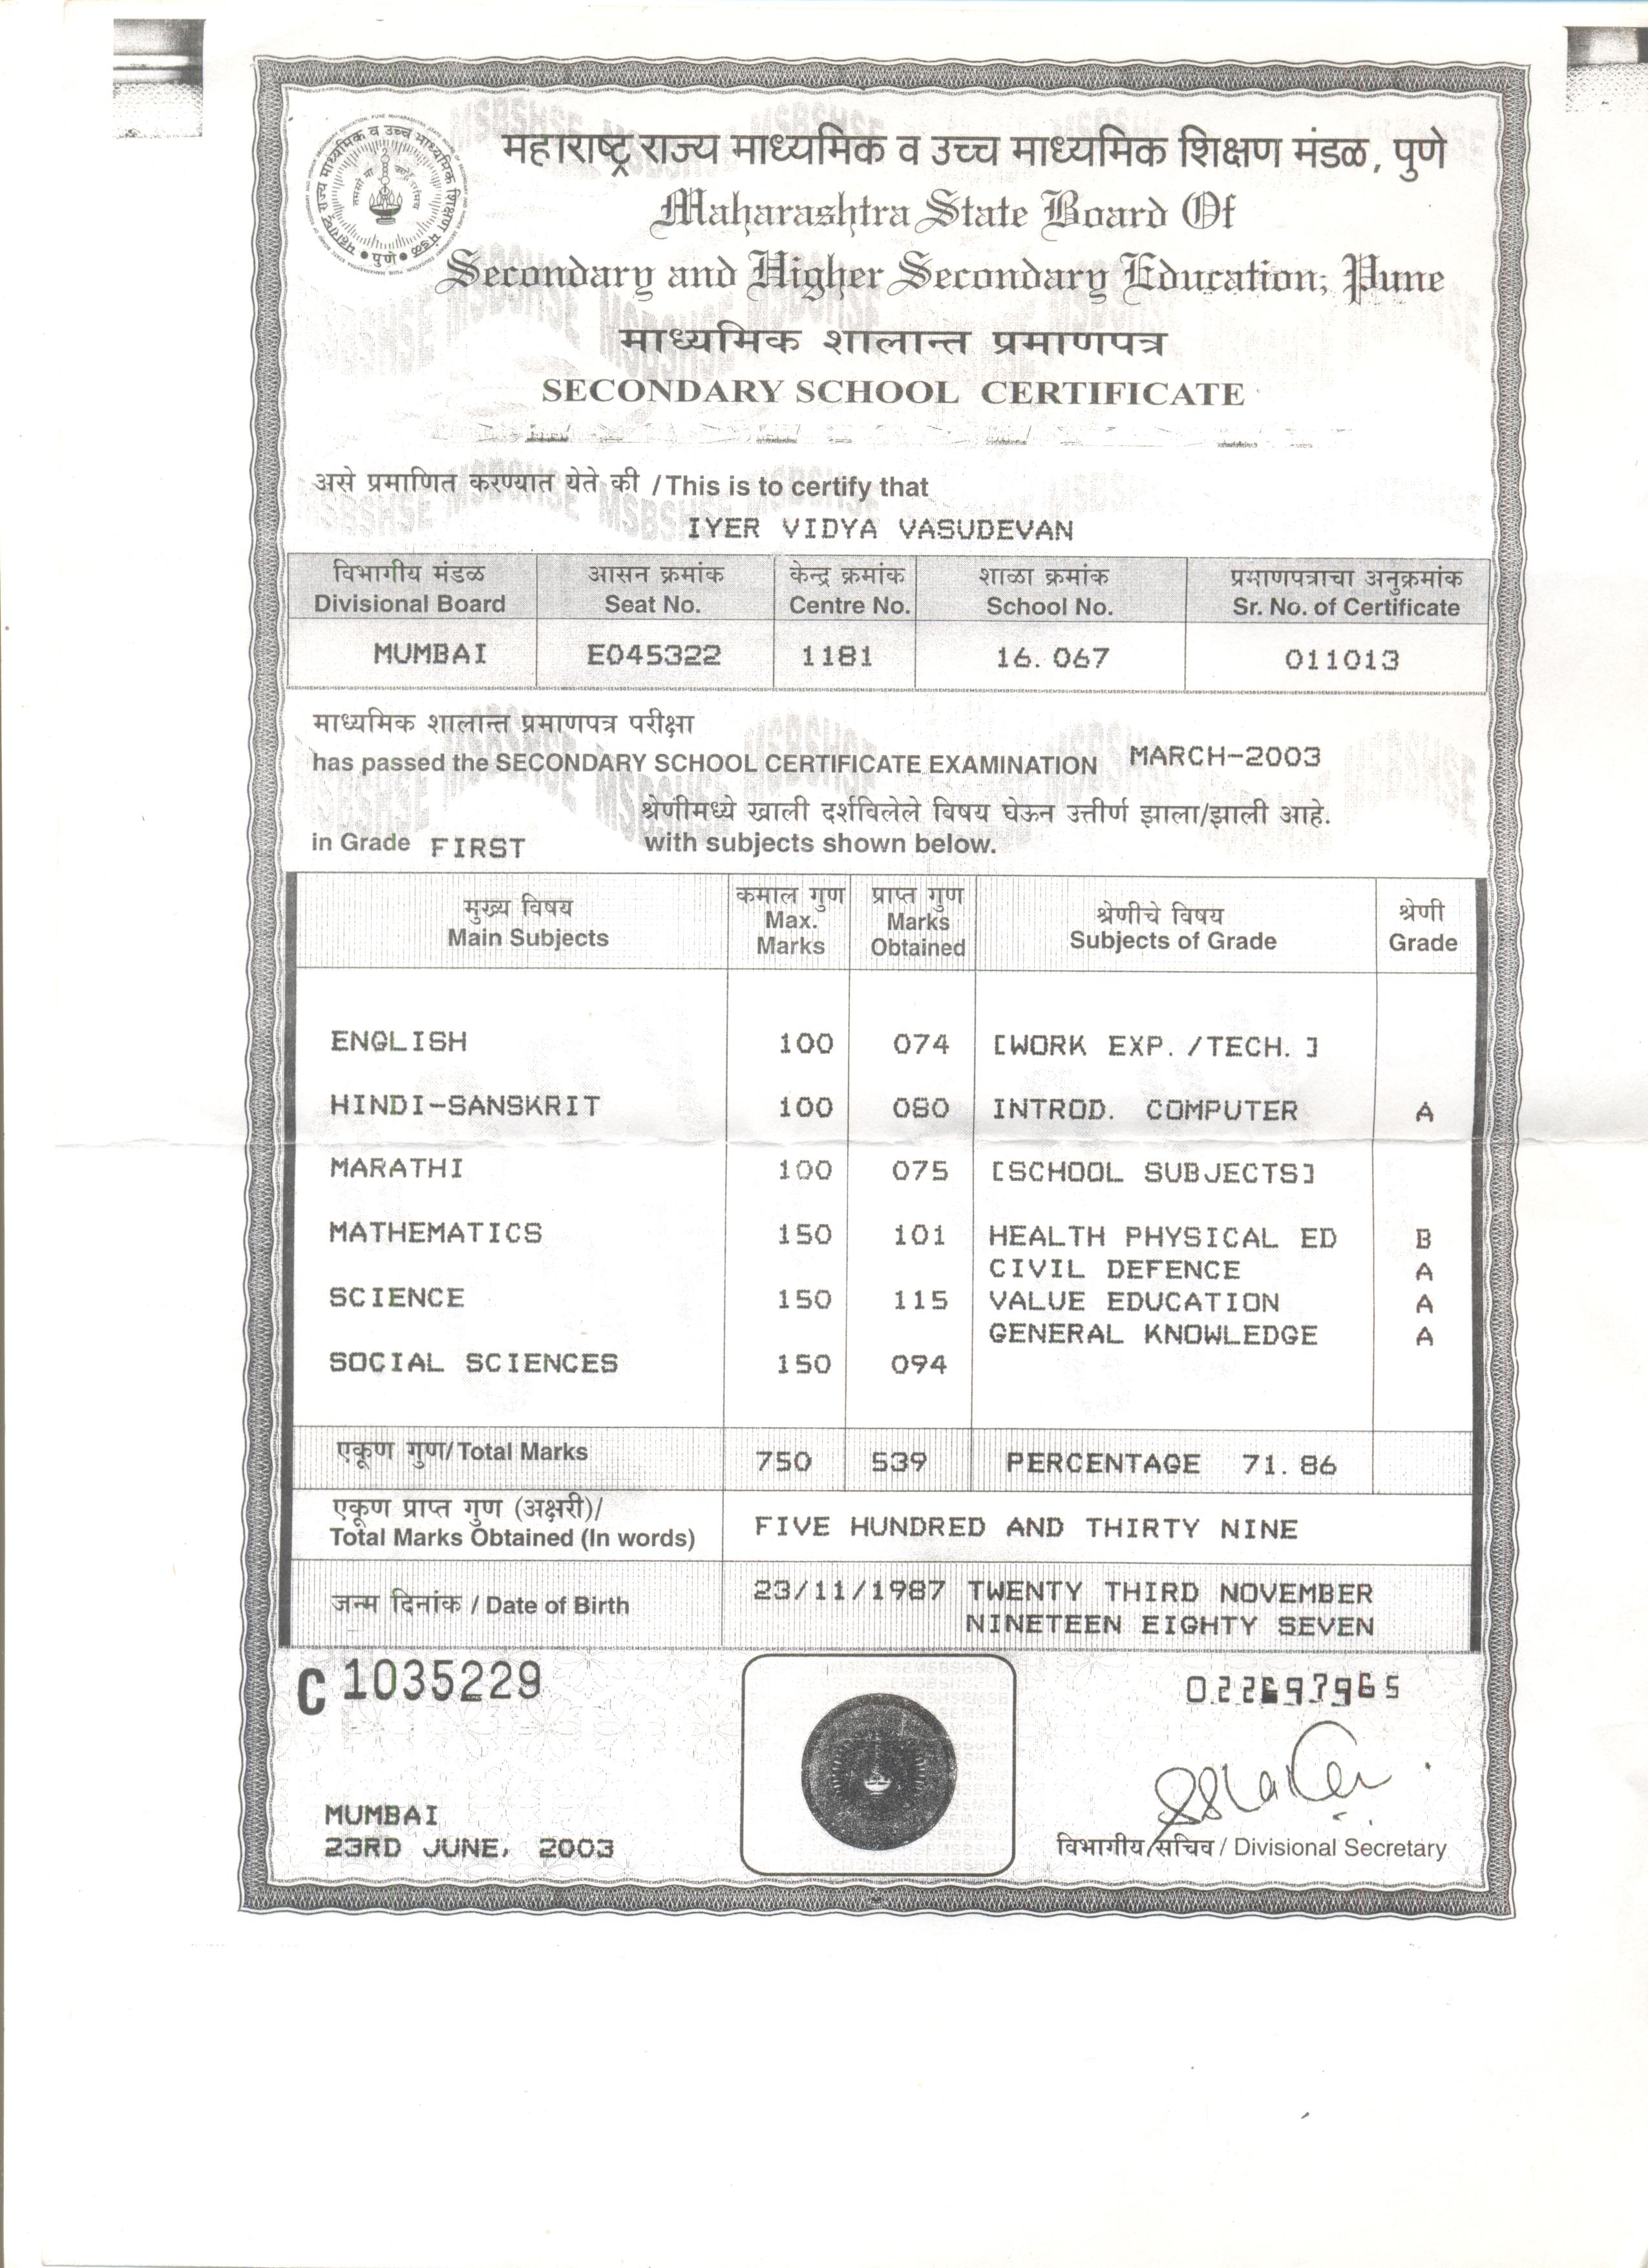 महाराष्ट्र राज्य माध्यमिक व उच्च माध्यमिक शिक्षण मंडळ, पुणे
Maharashtra State Board Of
Secondary and Higher Secondary Education, Pune
माध्यमिक शालान्त प्रमाणपत्र
SECONDARY SCHOOL CERTIFICATE
असे प्रमाणित करण्यात येते की / This is to certify that
IYER VIDYA VASUDEVAN
विभागीय मंडळ आसन क्रमांक केन्द्र क्रमांक शाळा क्रमांक प्रमाणपत्राचा अनुक्रमांक
Divisional Board Seat No. Centre No. School No. Sr. No. of Certificate
MUMBAI E045322 1181 16.067 011013
माध्यमिक शालान्त प्रमाणपत्र परीक्षा
has passed the SECONDARY SCHOOL CERTIFICATE EXAMINATION MARCH-2003
श्रेणीमध्ये खाली दर्शविलेले विषय घेऊन उत्तीर्ण झाला/झाली आहे.
in Grade FIRST with subjects shown below.
मुख्य विषय कमाल गुण प्राप्त गुण श्रेणीचे विषय श्रेणी
Main Subjects Max. Marks Marks Obtained Subjects of Grade Grade
ENGLISH 100 074 [WORK EXP. /TECH. ]
HINDI-SANSKRIT 100 080 INTROD. COMPUTER A
MARATHI 100 075 [SCHOOL SUBJECTS]
MATHEMATICS 150 101 HEALTH PHYSICAL ED B
CIVIL DEFENCE A
SCIENCE 150 115 VALUE EDUCATION A
GENERAL KNOWLEDGE A
SOCIAL SCIENCES 150 094
एकूण गुण/ Total Marks 750 539 PERCENTAGE 71.86
एकूण प्राप्त गुण (अक्षरी)/
Total Marks Obtained (In words) FIVE HUNDRED AND THIRTY NINE
जन्म दिनांक / Date of Birth 23/11/1987 TWENTY THIRD NOVEMBER
NINETEEN EIGHTY SEVEN
C 1035229
MUMBAI
23RD JUNE, 2003
विभागीय सचिव / Divisional Secretary